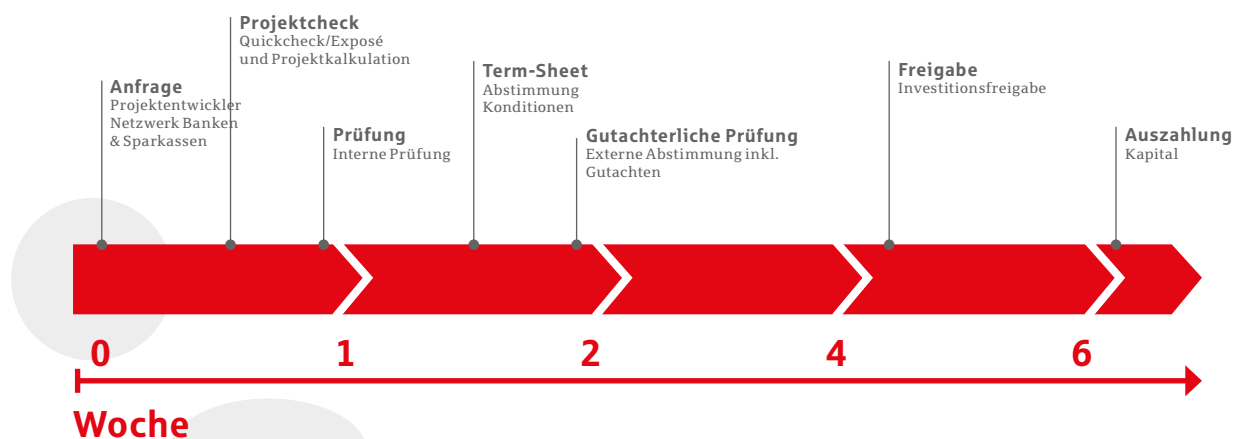 Projektcheck
Quickcheck/Exposé
und Projektkalkulation
Anfrage
Projektentwickler
Netzwerk Banken
& Sparkassen
Prüfung
Interne Prüfung
Term-Sheet
Abstimmung
Konditionen
Gutachterliche Prüfung
Externe Abstimmung inkl.
Gutachten
Freigabe
Investitionsfreigabe
Auszahlung
Kapital
0 1 2 4 6
Woche